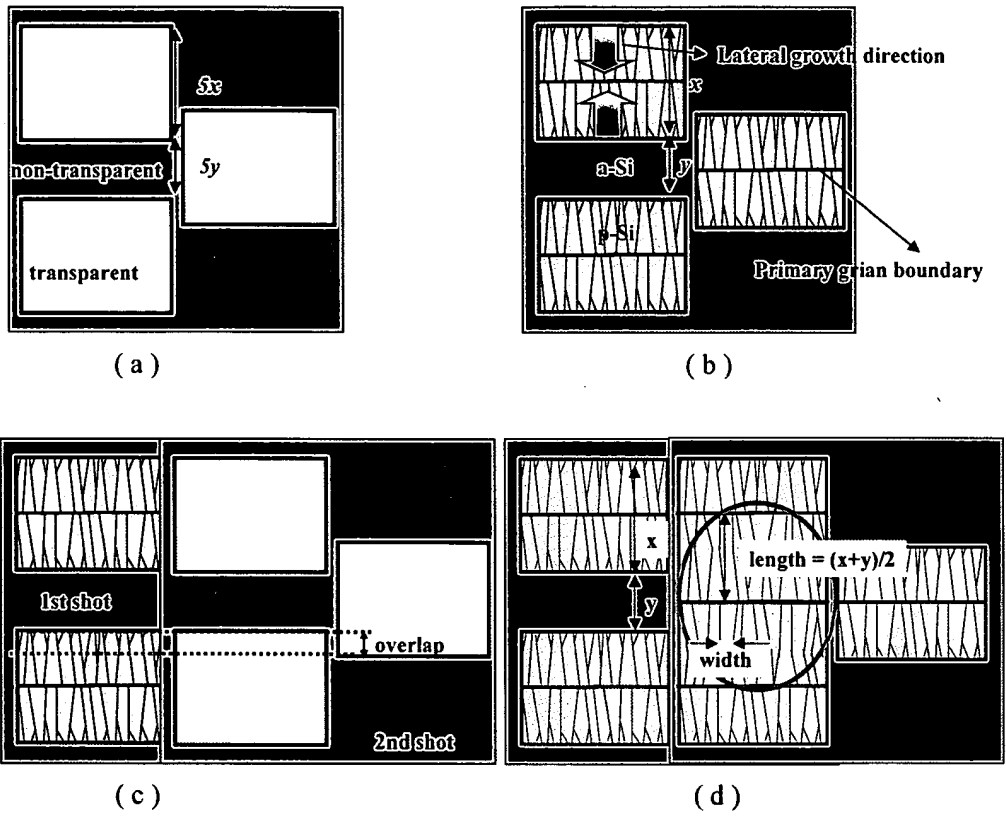 5x
non-transparent
5y
transparent
( a )
Lateral growth direction
x
a-Si
y
p-Si
Primary grian boundary
( b )
1st shot
overlap
2nd shot
( c )
x
length = (x+y)/2
y
width
( d )